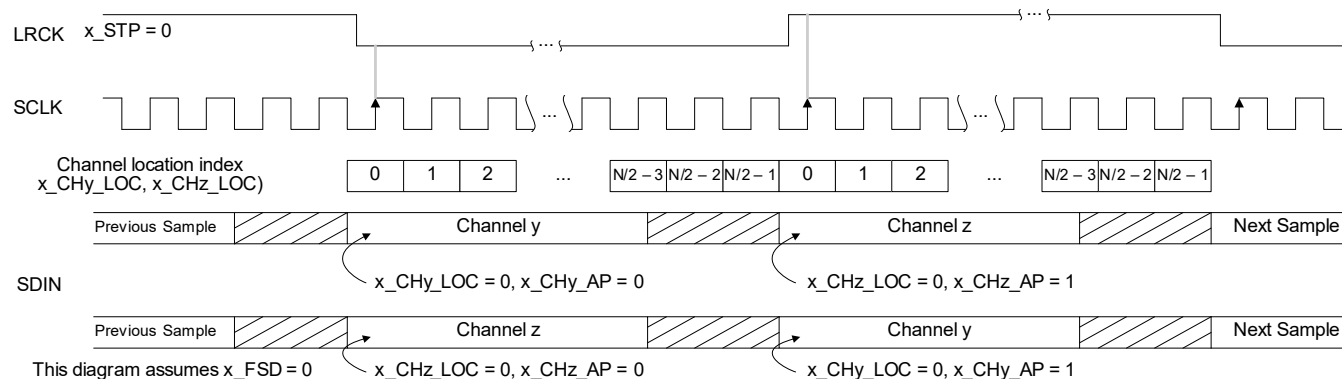 LRCK x_STP = 0 ... ...
SCLK ... ...
Channel location index
x_CHy_LOC, x_CHz_LOC)
0 1 2 ... N/2 – 3 N/2 – 2 N/2 – 1 0 1 2 ... N/2 – 3 N/2 – 2 N/2 – 1
Previous Sample Channel y Channel z Next Sample
x_CHy_LOC = 0, x_CHy_AP = 0 x_CHz_LOC = 0, x_CHz_AP = 1
SDIN
Previous Sample Channel z Channel y Next Sample
This diagram assumes x_FSD = 0 x_CHz_LOC = 0, x_CHz_AP = 0 x_CHy_LOC = 0, x_CHy_AP = 1